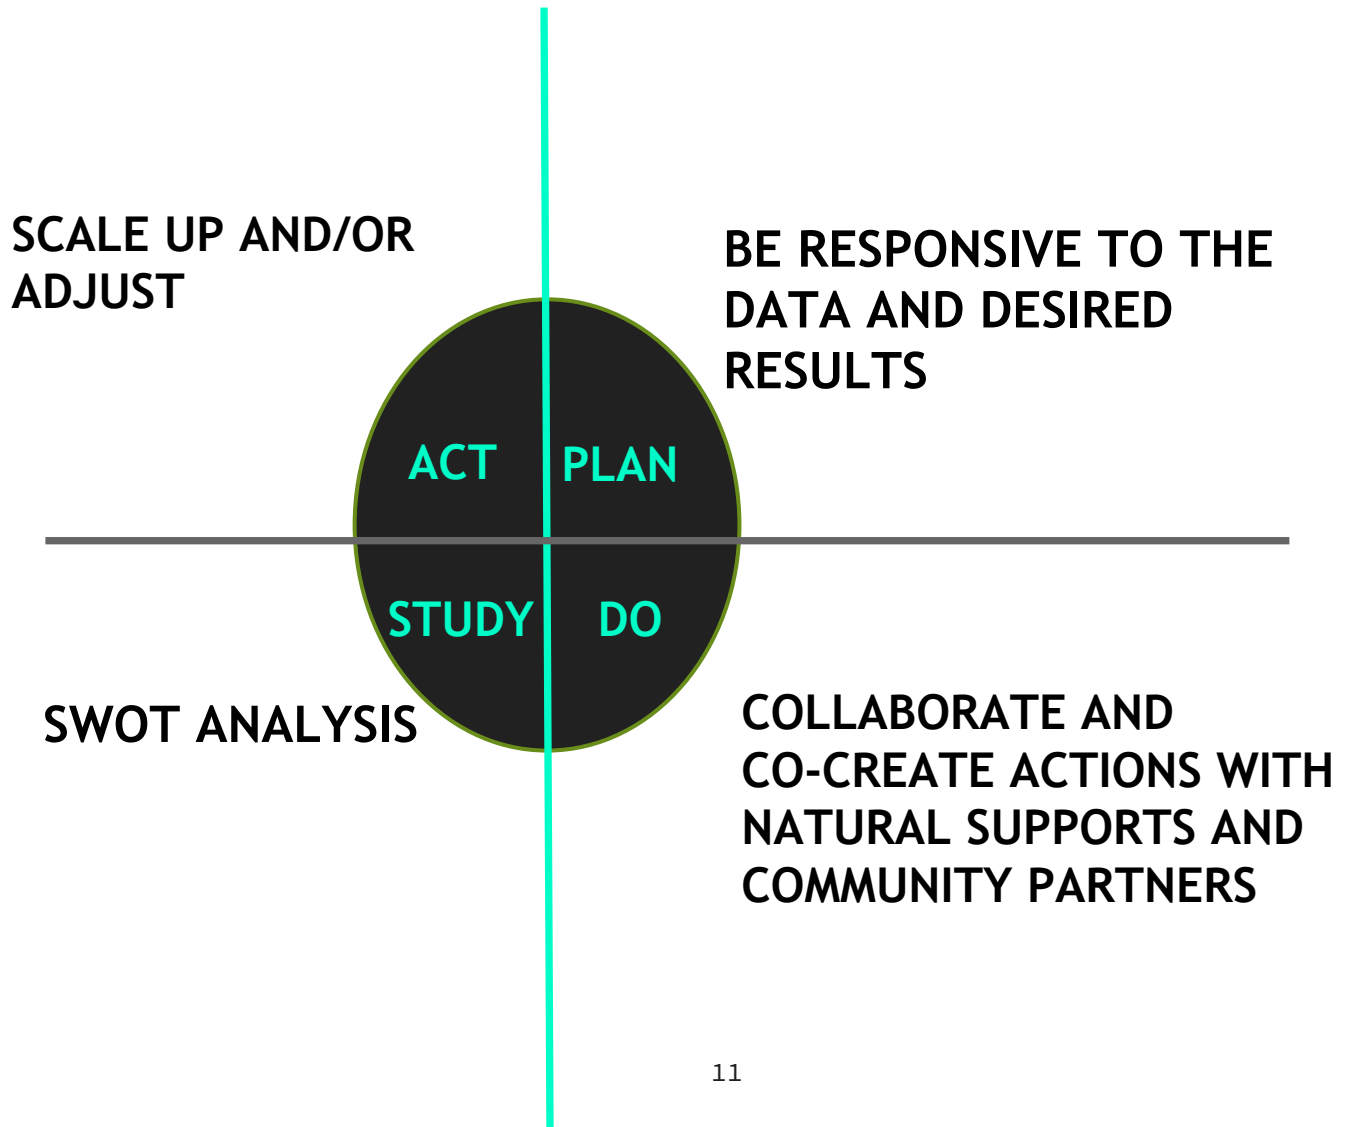 SCALE UP AND/OR
ADJUST
BE RESPONSIVE TO THE
DATA AND DESIRED
RESULTS
ACT
PLAN
STUDY
DO
SWOT ANALYSIS
COLLABORATE AND
CO-CREATE ACTIONS WITH
NATURAL SUPPORTS AND
COMMUNITY PARTNERS
11